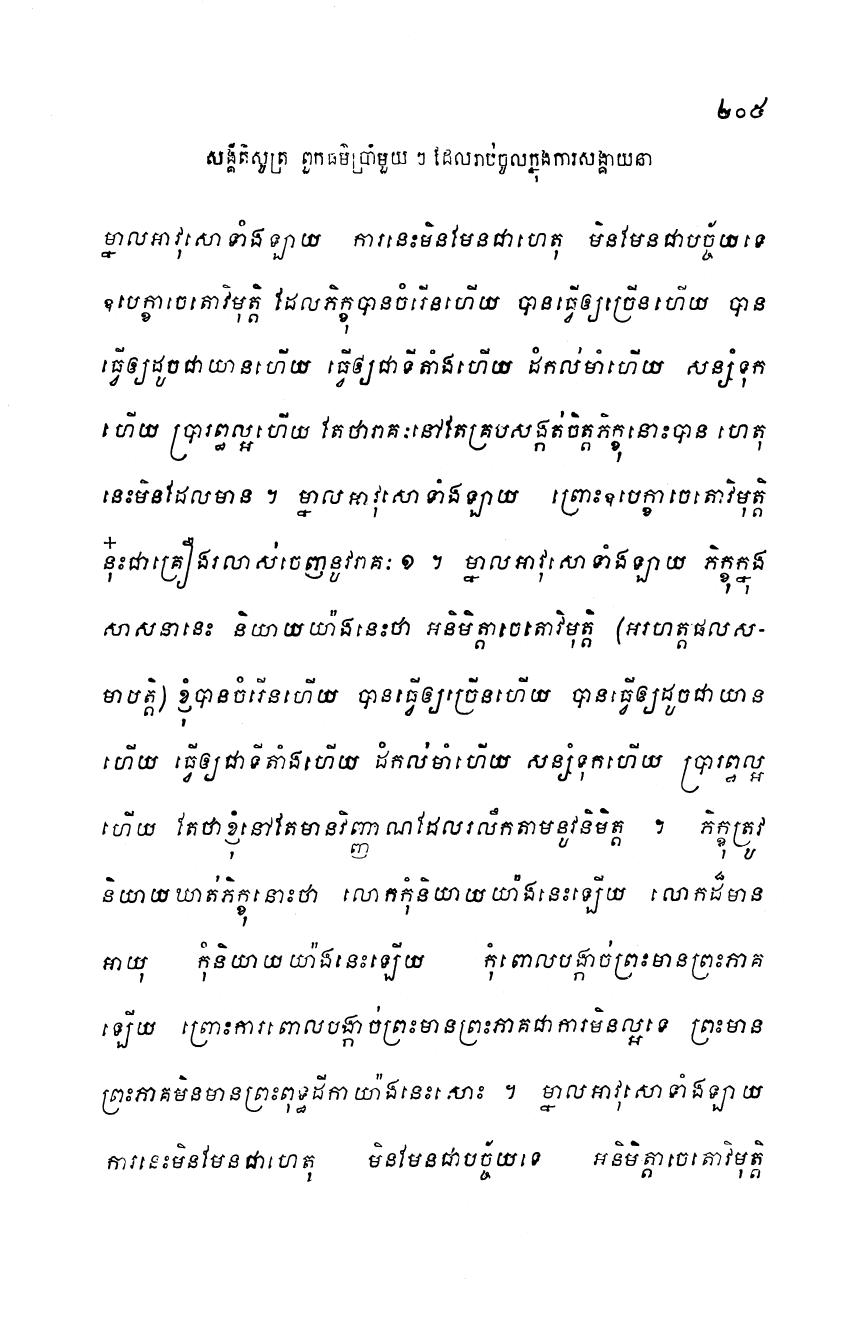 ២០៥
សង្គីតិសូត្រ ពួកធម៌ប្រាំមួយ ៗ ដែលរាប់ចូលក្នុងការសង្គាយនា
ម្នាលអាវុសោទាំងឡាយ ការនេះមិនមែនជាហេតុ មិនមែនជាបច្ច័យទេ
ឧបេក្ខាចេតោវិមុត្តិ ដែលភិក្ខុបានចំរើនហើយ បានធ្វើឲ្យច្រើនហើយ បាន
ធ្វើឲ្យដូចជាយានហើយ ធ្វើឲ្យជាទីតាំងហើយ ដំកល់មាំហើយ សន្សំទុក
ហើយ ប្រារព្ធល្អហើយ តែថារាគៈនៅតែគ្របសង្កត់ចិត្តភិក្ខុនោះបាន ហេតុ
នេះមិនដែលមាន ។ ម្នាលអាវុសោទាំងឡាយ ព្រោះឧបេក្ខាចេតោវិមុត្តិ
នុ៎ះជាគ្រឿងរលាស់ចេញនូវរាគៈ ១ ។ ម្នាលអាវុសោទាំងឡាយ ភិក្ខុក្នុង
សាសនានេះ និយាយយ៉ាងនេះថា អនិមិត្តាចេតោវិមុត្តិ (អរហត្តផលស-
មាបត្តិ) ខ្ញុំបានចំរើនហើយ បានធ្វើឲ្យច្រើនហើយ បានធ្វើឲ្យដូចជាយាន
ហើយ ធ្វើឲ្យជាទីតាំងហើយ ដំកល់មាំហើយ សន្សំទុកហើយ ប្រារព្ធល្អ
ហើយ តែថាខ្ញុំនៅតែមានវិញ្ញាណដែលរលឹកតាមនូវនិមិត្ត ។ ភិក្ខុត្រូវ
និយាយឃាត់ភិក្ខុនោះថា លោកកុំនិយាយយ៉ាងនេះឡើយ លោកដ៏មាន
អាយុ កុំនិយាយយ៉ាងនេះឡើយ កុំពោលបង្កាច់ព្រះមានព្រះភាគ
ឡើយ ព្រោះការពោលបង្កាច់ព្រះមានព្រះភាគជាការមិនល្អទេ ព្រះមាន
ព្រះភាគមិនមានព្រះពុទ្ធដីកាយ៉ាងនេះសោះ ។ ម្នាលអាវុសោទាំងឡាយ
ការនេះមិនមែនជាហេតុ មិនមែនជាបច្ច័យទេ អនិមិត្តាចេតោវិមុត្តិ